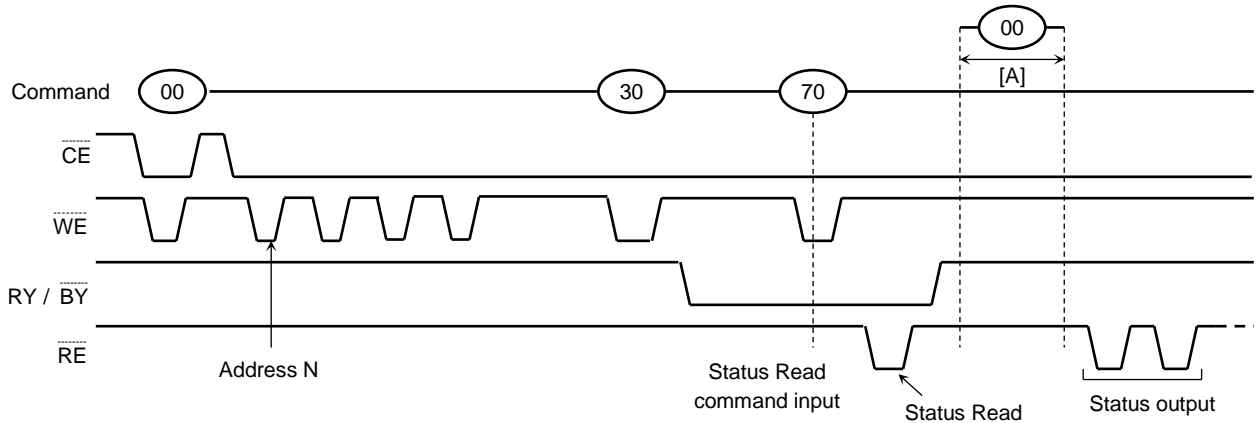 00
[A]
Command 00 30 70
CE
WE
RY / BY
RE
Address N
Status Read
command input
Status Read
Status output